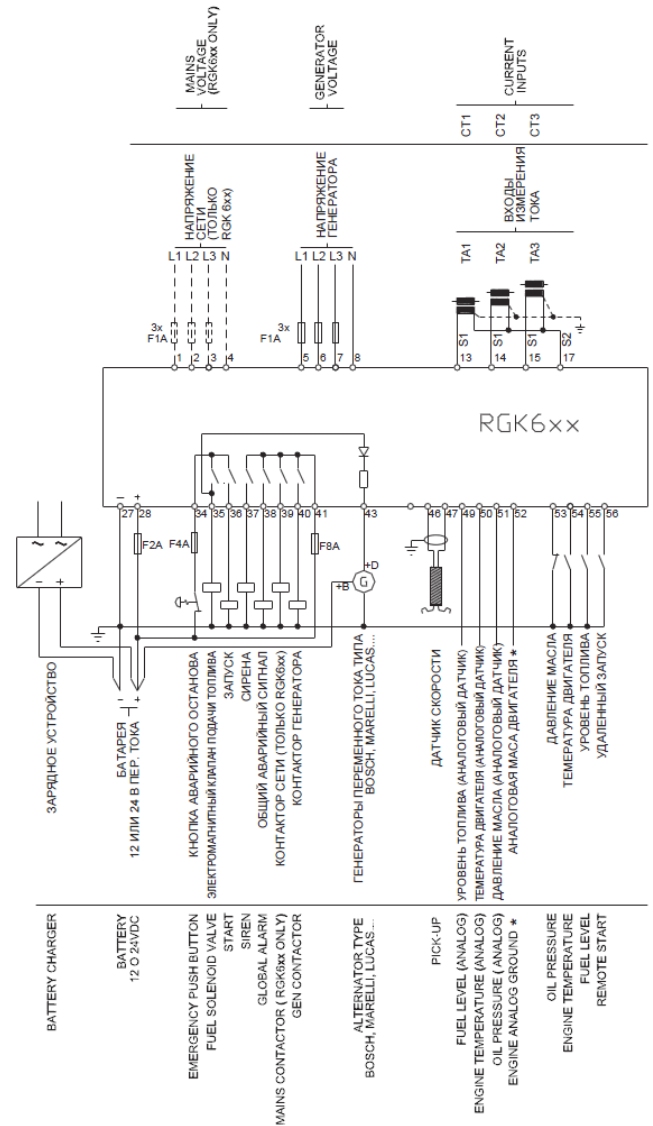 MAINS
VOLTAGE
(RGK6xx ONLY)
GENERATOR
VOLTAGE
CURRENT
INPUTS
CT1
CT2
CT3
НАПРЯЖЕНИЕ
СЕТИ
(ТОЛЬКО
RGK 6xx)
НАПРЯЖЕНИЕ
ГЕНЕРАТОРА
ВХОДЫ
ИЗМЕРЕНИЯ
ТОКА
TA1
TA2
TA3
L1 L2 L3 N
L1 L2 L3 N
3x
F1A
3x
F1A
S1
S1
S1
S2
1 2 3 4
5 6 7 8
13 14 15 17
RGK6xx
– +
27 28
34 35 36 37 38 39 40 41
43
46 47 49 50 51 52
53 54 55 56
F2A
F4A
F8A
~ ~
– +
+D
+B
G
– +
ЗАРЯДНОЕ УСТРОЙСТВО
БАТАРЕЯ
12 ИЛИ 24 В ПЕР. ТОКА
КНОПКА АВАРИЙНОГО ОСТАНОВА
ЭЛЕКТРОМАГНИТНЫЙ КЛАПАН ПОДАЧИ ТОПЛИВА
ЗАПУСК
СИРЕНА
ОБЩИЙ АВАРИЙНЫЙ СИГНАЛ
КОНТАКТОР СЕТИ (ТОЛЬКО RGK6xx)
КОНТАКТОР ГЕНЕРАТОРА
ГЕНЕРАТОРЫ ПЕРЕМЕННОГО ТОКА ТИПА
BOSCH, MARELLI, LUCAS....
ДАТЧИК СКОРОСТИ
УРОВЕНЬ ТОПЛИВА (АНАЛОГОВЫЙ ДАТЧИК)
ТЕМЕРАТУРА ДВИГАТЕЛЯ (АНАЛОГОВЫЙ ДАТЧИК)
ДАВЛЕНИЕ МАСЛА (АНАЛОГОВЫЙ ДАТЧИК)
АНАЛОГОВАЯ МАСА ДВИГАТЕЛЯ *
ДАВЛЕНИЕ МАСЛА
ТЕМЕРАТУРА ДВИГАТЕЛЯ
УРОВЕНЬ ТОПЛИВА
УДАЛЕННЫЙ ЗАПУСК
BATTERY CHARGER
BATTERY
12 O 24VDC
EMERGENCY PUSH BUTTON
FUEL SOLENOID VALVE
START
SIREN
GLOBAL ALARM
MAINS CONTACTOR ( RGK6xx ONLY)
GEN CONTACTOR
ALTERNATOR TYPE
BOSCH, MARELLI, LUCAS....
PICK-UP
FUEL LEVEL (ANALOG)
ENGINE TEMPERATURE (ANALOG)
OIL PRESSURE ( ANALOG)
ENGINE ANALOG GROUND *
OIL PRESSURE
ENGINE TEMPERATURE
FUEL LEVEL
REMOTE START